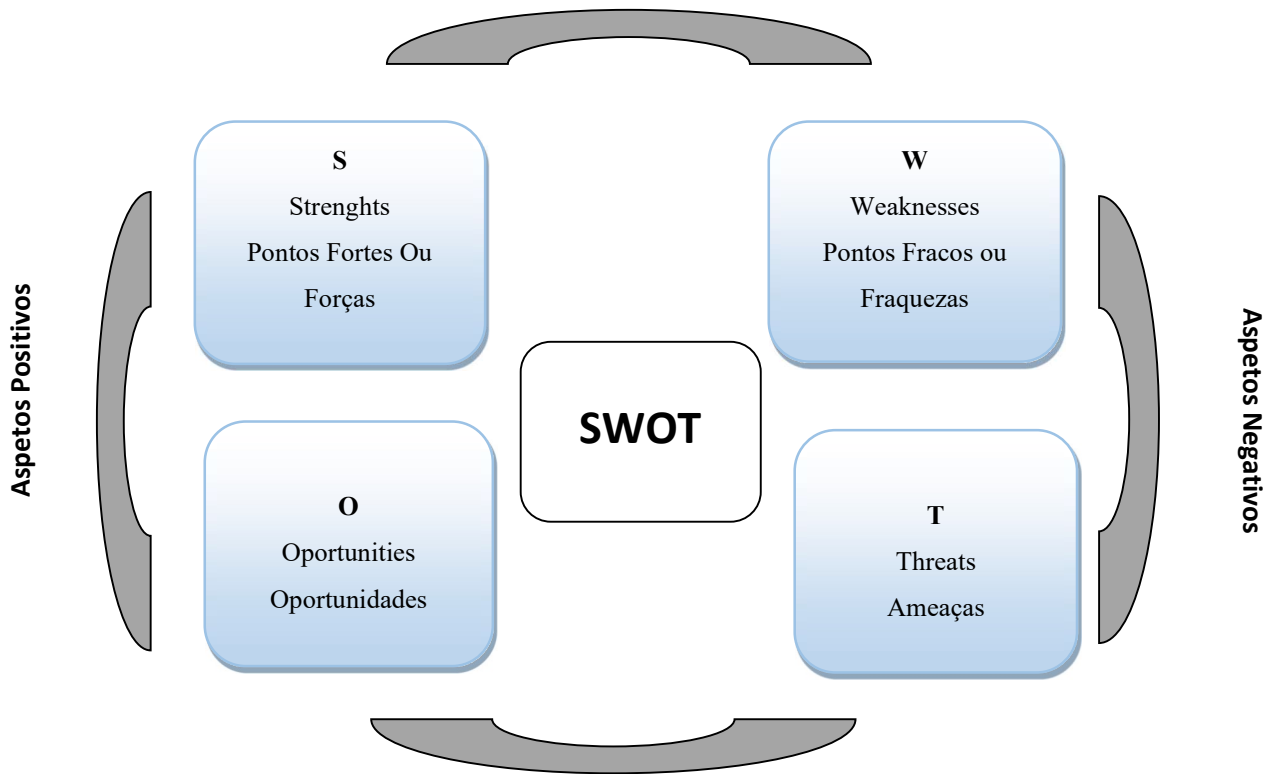 Aspetos Positivos
S
Strenghts
Pontos Fortes Ou
Forças
W
Weaknesses
Pontos Fracos ou
Fraquezas
SWOT
O
Oportunities
Oportunidades
T
Threats
Ameaças
Aspetos Negativos